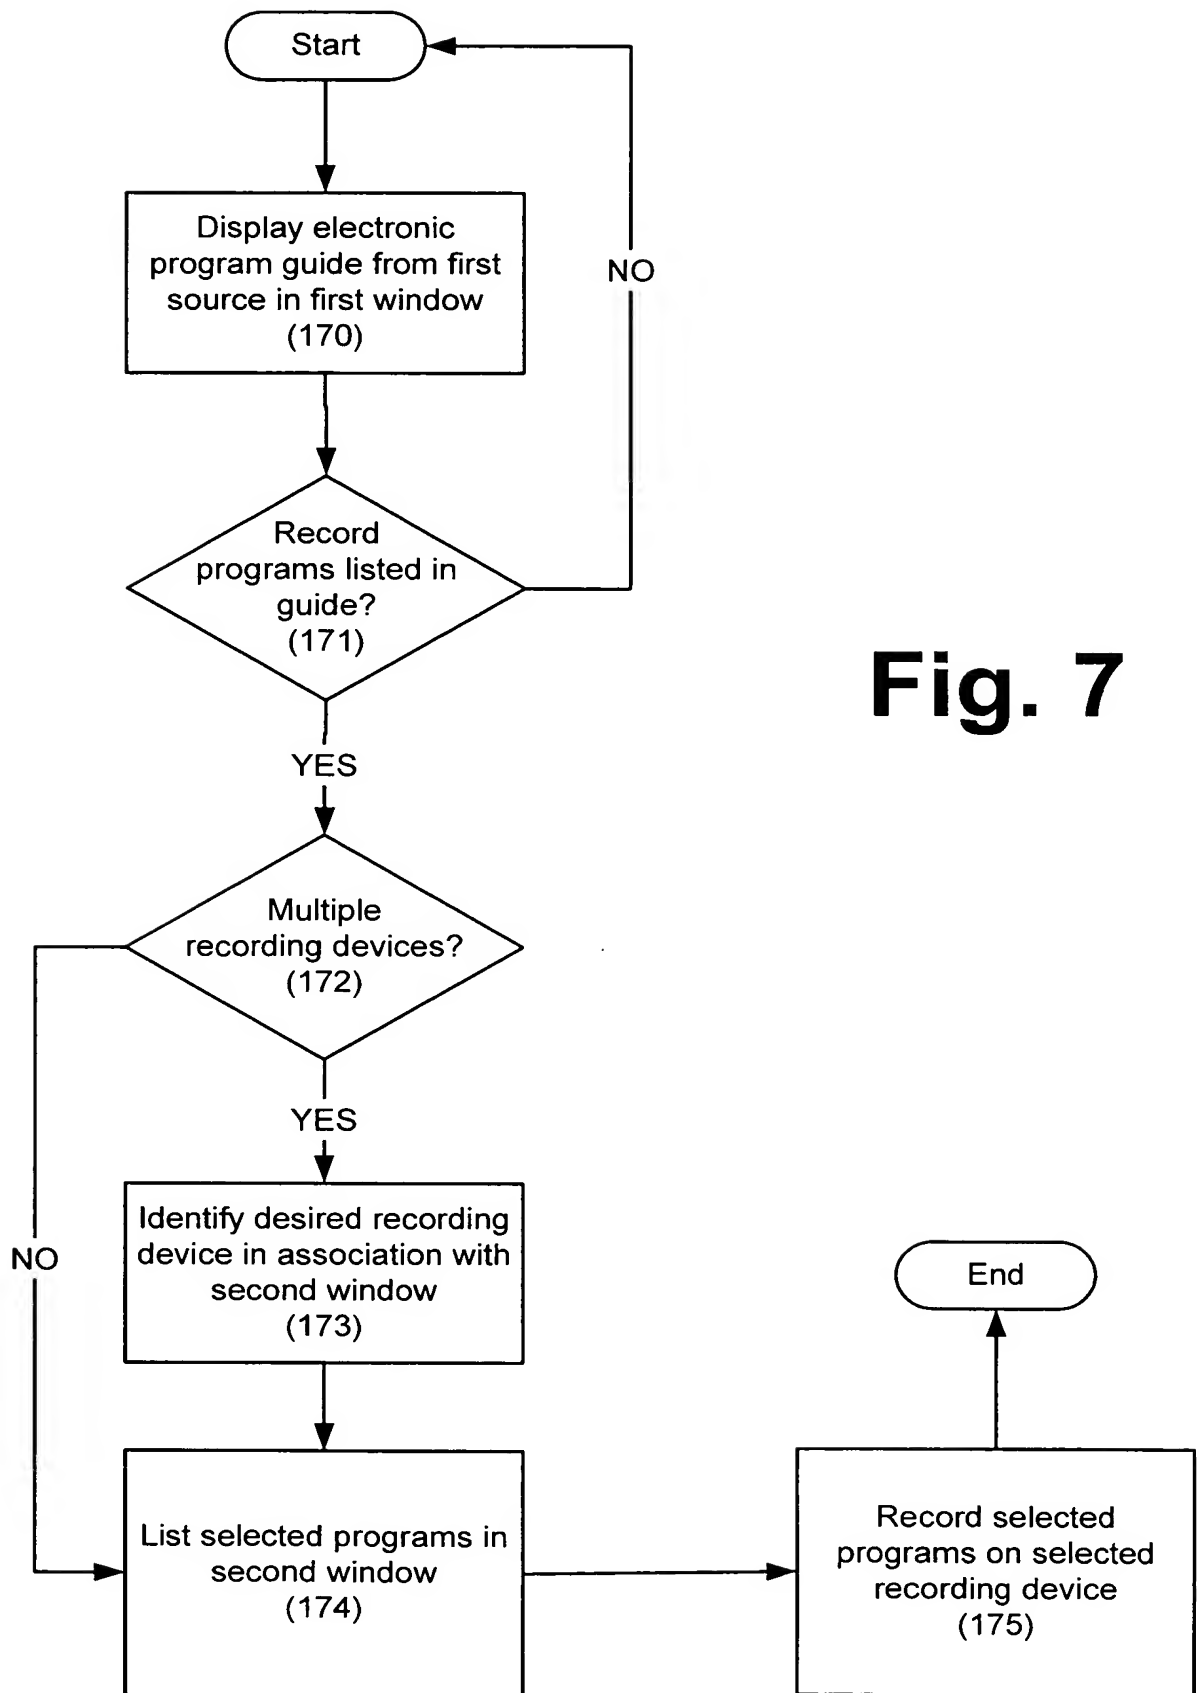 Start
Display electronic
program guide from first
source in first window
(170)
NO
Record
programs listed in
guide?
(171)
Fig. 7
YES
Multiple
recording devices?
(172)
YES
Identify desired recording
device in association with
second window
(173)
NO
End
List selected programs in
second window
(174)
Record selected
programs on selected
recording device
(175)